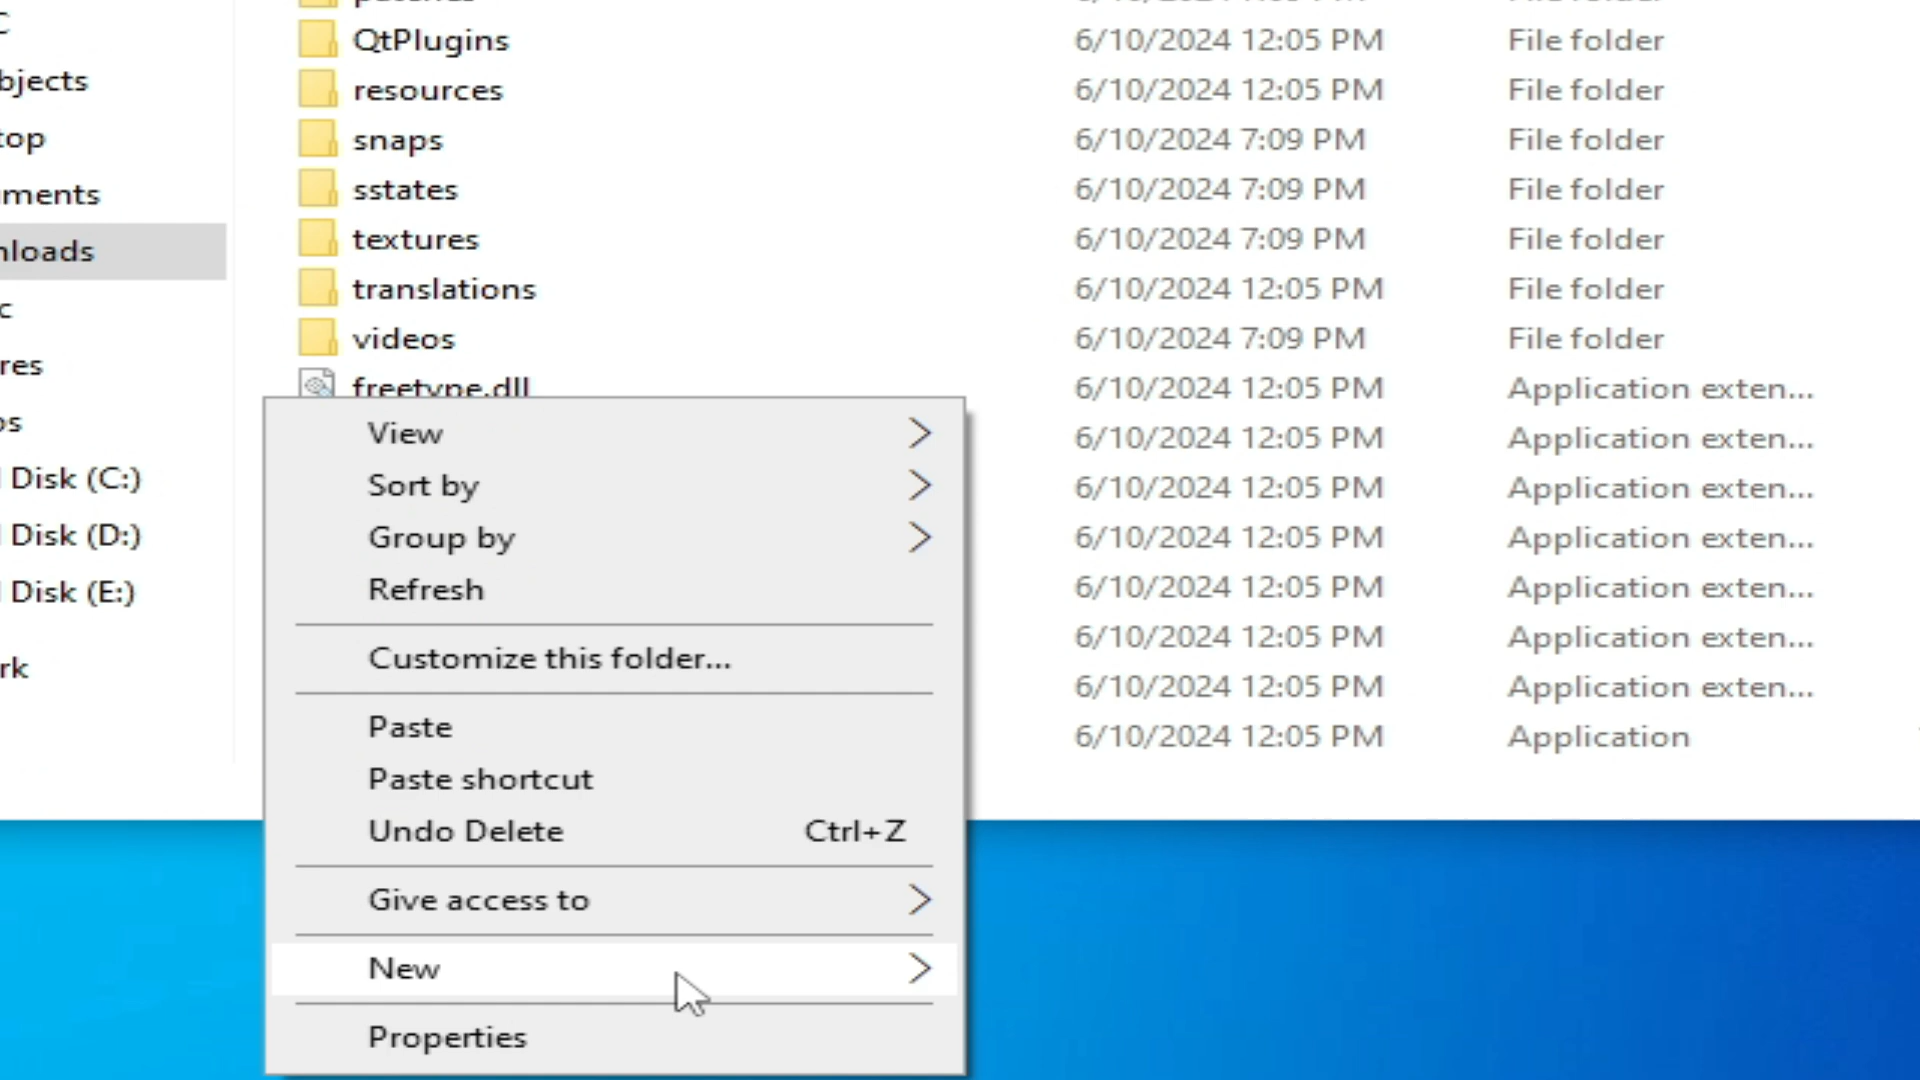 QtPlugins 6/10/2024 12:05 PM File folder
bjects
resources 6/10/2024 12:05 PM File folder
top
snaps 6/10/2024 7:09 PM File folder
ments
sstates 6/10/2024 7:09 PM File folder
nloads
textures 6/10/2024 7:09 PM File folder
translations 6/10/2024 12:05 PM File folder
videos 6/10/2024 7:09 PM File folder
res
freetype.dll 6/10/2024 12:05 PM Application exten...
os
View
6/10/2024 12:05 PM Application exten...
Disk (C:)
Sort by
6/10/2024 12:05 PM Application exten...
Disk (D:)
Group by
6/10/2024 12:05 PM Application exten...
Disk (E:)
Refresh
6/10/2024 12:05 PM Application exten...
6/10/2024 12:05 PM Application exten...
rk
Customize this folder...
6/10/2024 12:05 PM Application exten...
Paste
6/10/2024 12:05 PM Application
Paste shortcut
Undo Delete Ctrl+Z
Give access to
New
Properties